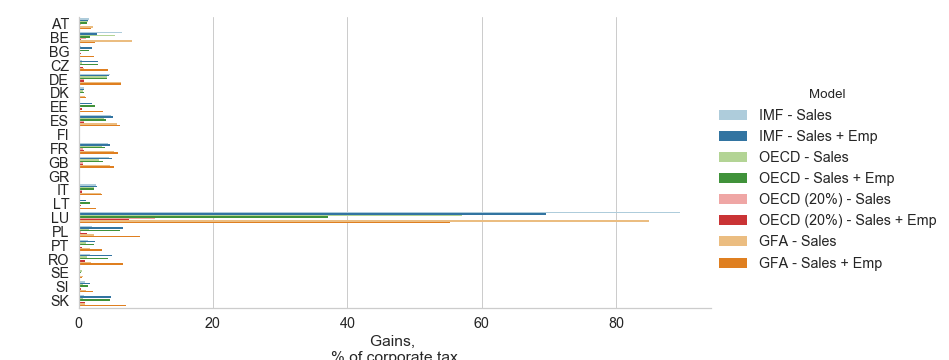 AT
BE
BG
CZ
DE
DK
EE
ES
FI
FR
GB
GR
IT
LT
LU
PL
PT
RO
SE
SI
SK
0 20 40 60 80
Gains,
% of corporate tax
Model
IMF - Sales
IMF - Sales + Emp
OECD - Sales
OECD - Sales + Emp
OECD (20%) - Sales
OECD (20%) - Sales + Emp
GFA - Sales
GFA - Sales + Emp